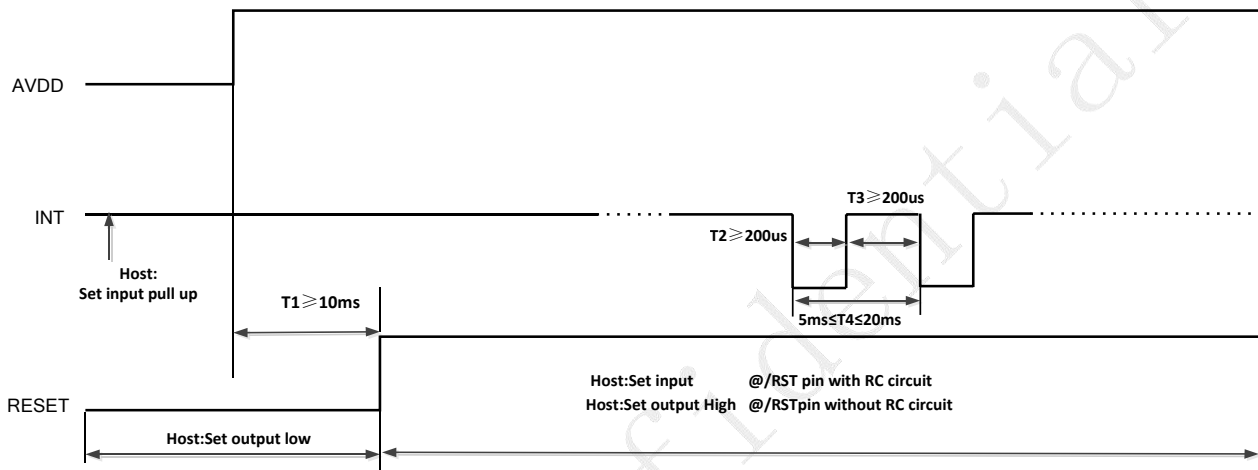 AVDD
INT
T3≥200us
T2≥200us
Host:
Set input pull up
T1≥10ms
5ms≤T4≤20ms
RESET
Host:Set input @/RST pin with RC circuit
Host:Set output High @/RSTpin without RC circuit
Host:Set output low
fidential